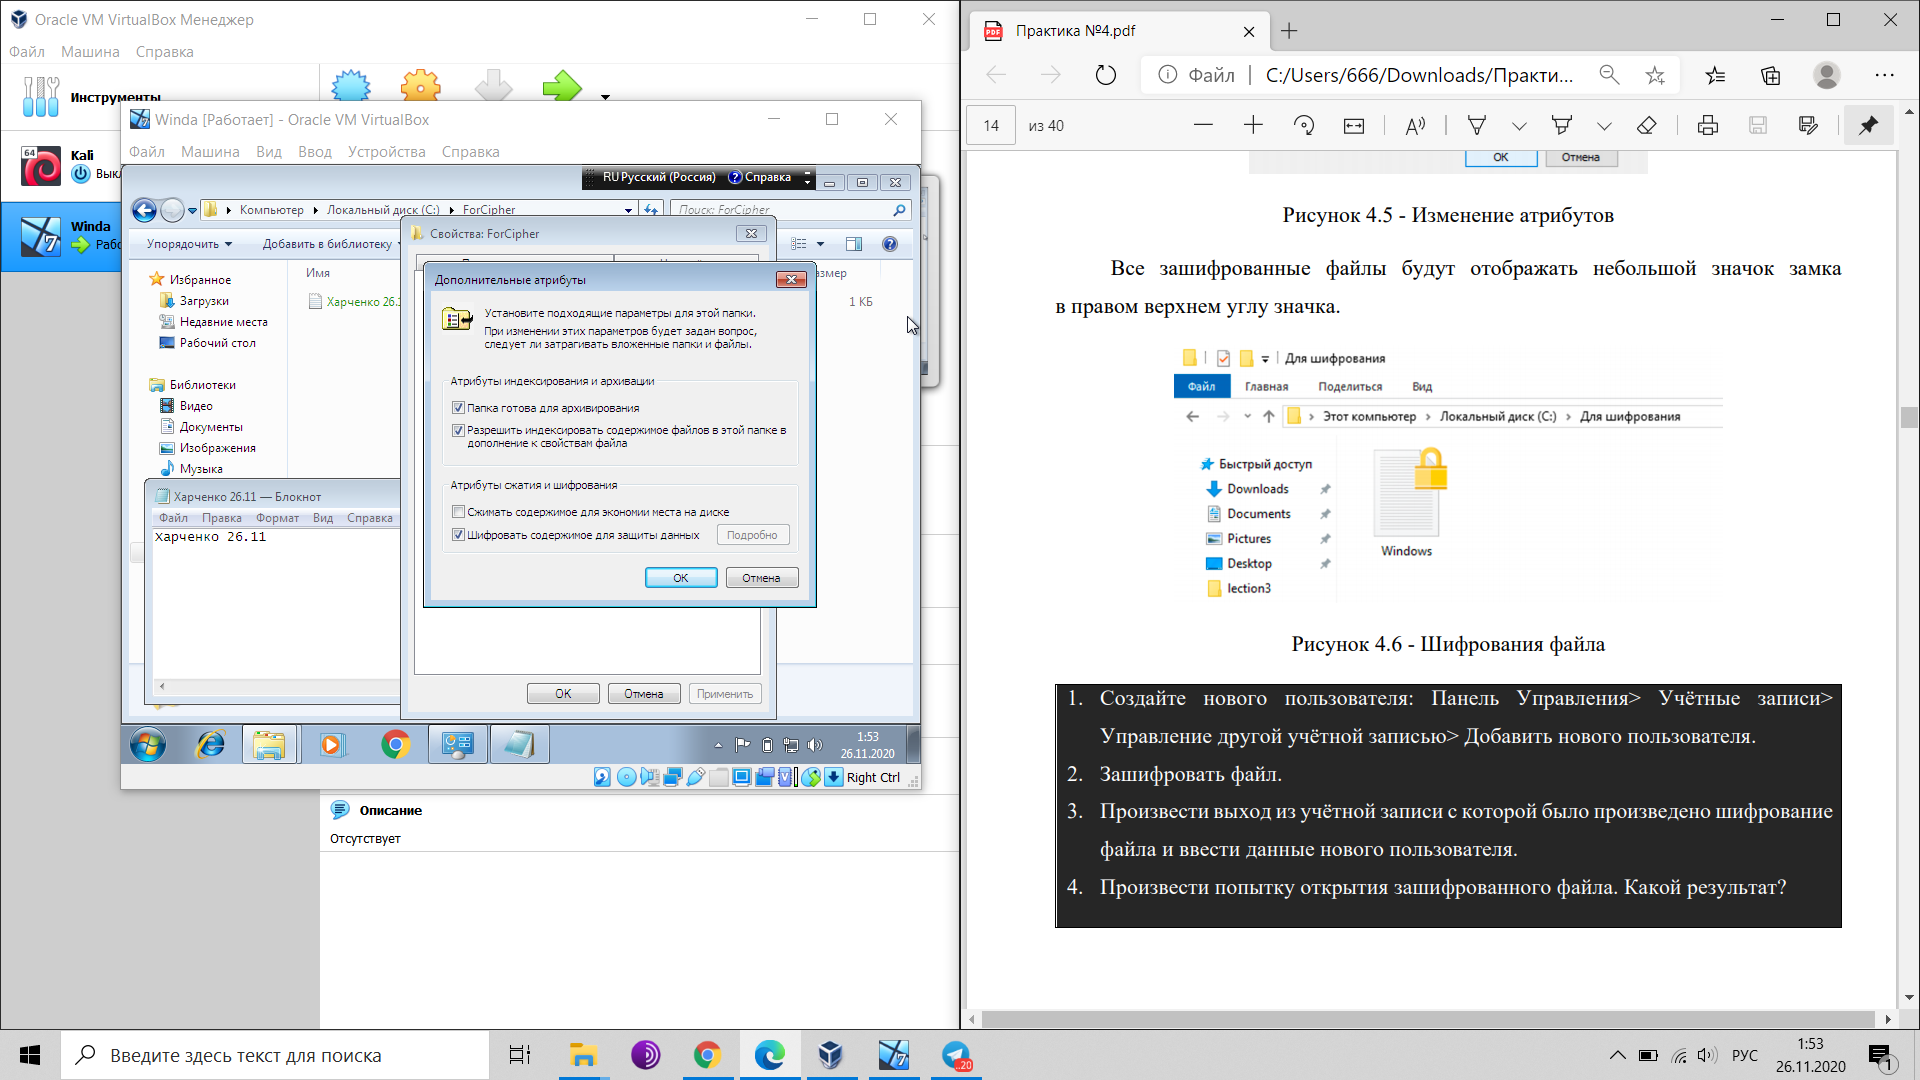 Oracle VM VirtualBox Менеджер
Файл Машина Справка
Инструменты
64
Kali
Winda
Winda [Работает] - Oracle VM VirtualBox
Файл Машина Вид Ввод Устройства Справка
RU Русский (Россия) Справка
Компьютер Локальный диск (C:) ForCipher
Поиск: ForCipher
Упорядочить Добавить в библиотеку
Избранное
Загрузки
Недавние места
Рабочий стол
Библиотеки
Видео
Документы
Изображения
Музыка
Имя
Харченко 26.
1 КБ
Свойства: ForCipher
Дополнительные атрибуты
Установите подходящие параметры для этой папки.
При изменении этих параметров будет задан вопрос,
следует ли затрагивать вложенные папки и файлы.
Атрибуты индексирования и архивации
Папка готова для архивирования
Разрешить индексировать содержимое файлов в этой папке в
дополнение к свойствам файла
Атрибуты сжатия и шифрования
Сжимать содержимое для экономии места на диске
Шифровать содержимое для защиты данных Подробно
ОК Отмена
ОК Отмена Применить
Харченко 26.11 — Блокнот
Файл Правка Формат Вид Справка
Харченко 26.11
1:53
26.11.2020
Right Ctrl
Описание
Отсутствует
Практика №4.pdf
Файл | C:/Users/666/Downloads/Практи...
14 из 40
ОК Отмена
Рисунок 4.5 - Изменение атрибутов
Все зашифрованные файлы будут отображать небольшой значок замка
в правом верхнем углу значка.
Для шифрования
Файл Главная Поделиться Вид
Этот компьютер Локальный диск (C:) Для шифрования
Быстрый доступ
Downloads
Documents
Pictures
Desktop
lection3
Windows
Рисунок 4.6 - Шифрования файла
1. Создайте нового пользователя: Панель Управления> Учётные записи>
Управление другой учётной записью> Добавить нового пользователя.
2. Зашифровать файл.
3. Произвести выход из учётной записи с которой было произведено шифрование
файла и ввести данные нового пользователя.
4. Произвести попытку открытия зашифрованного файла. Какой результат?
Введите здесь текст для поиска
РУС
1:53
26.11.2020
1